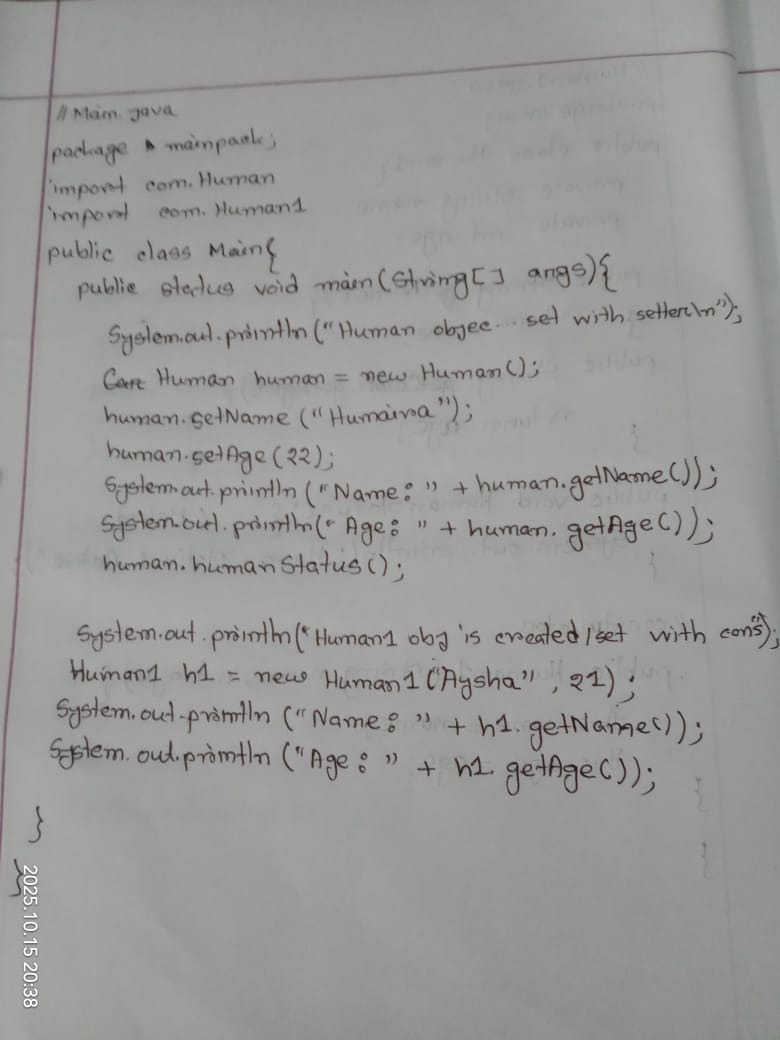 // Main.java
package mainpack;
import com.Human
import com.Human1
public class Main{
public status void main(String[] args){
System.out.println("Human objec... set with setter\n");
Human human = new Human();
human.setName("Humaira");
human.setAge(22);
System.out.println("Name: " + human.getName());
System.out.println("Age: " + human.getAge());
human.humanStatus();
System.out.println("Human1 obj is created/set with cons");
Human1 h1 = new Human1("Aysha", 21);
System.out.println("Name: " + h1.getName());
System.out.println("Age: " + h1.getAge());
}
}
2025.10.15 20:38